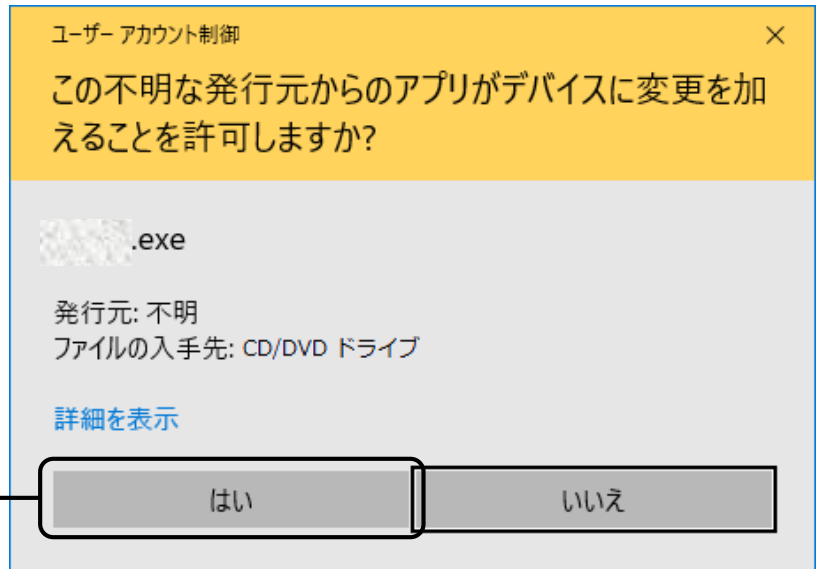 ユーザー アカウント制御
この不明な発行元からのアプリがデバイスに変更を加
えることを許可しますか?
.exe
発行元: 不明
ファイルの入手先: CD/DVD ドライブ
詳細を表示
はい
いいえ